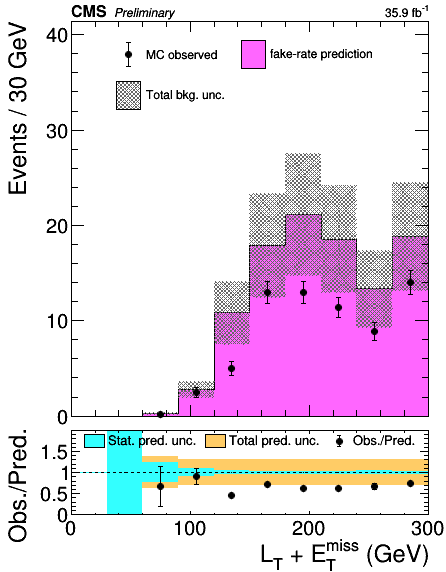 CMS Preliminary 35.9 fb⁻¹
Events / 30 GeV
MC observed
fake-rate prediction
Total bkg. unc.
40
30
20
10
0
Obs./Pred.
Stat. pred. unc.
Total pred. unc.
Obs./Pred.
1.5
1
0.5
0
0 100 200 300
L_T + E_T^miss (GeV)